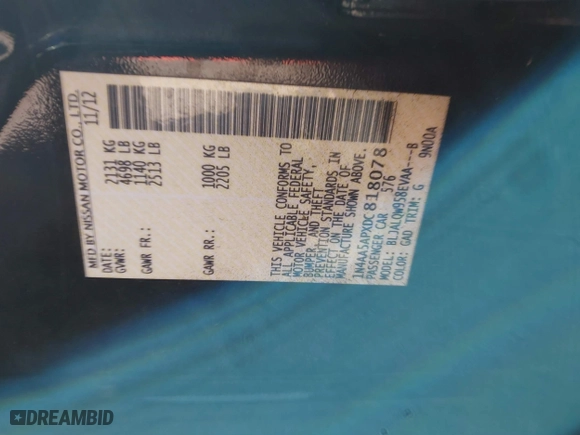 MFD BY NISSAN MOTOR CO., LTD.
DATE: 11/12
GVWR: 2131 KG
4698 LB
GAWR FR: 1140 KG
2513 LB
GAWR RR: 1000 KG
2205 LB
THIS VEHICLE CONFORMS TO
ALL APPLICABLE FEDERAL
MOTOR VEHICLE SAFETY,
BUMPER, AND THEFT
PREVENTION STANDARDS IN
EFFECT ON THE DATE OF
MANUFACTURE SHOWN ABOVE.
1N4AA5APXDC818078
PASSENGER CAR 576
MODEL: BLJALQW958EVAA---B
COLOR: GAD TRIM: G 9N00A
DREAMBID